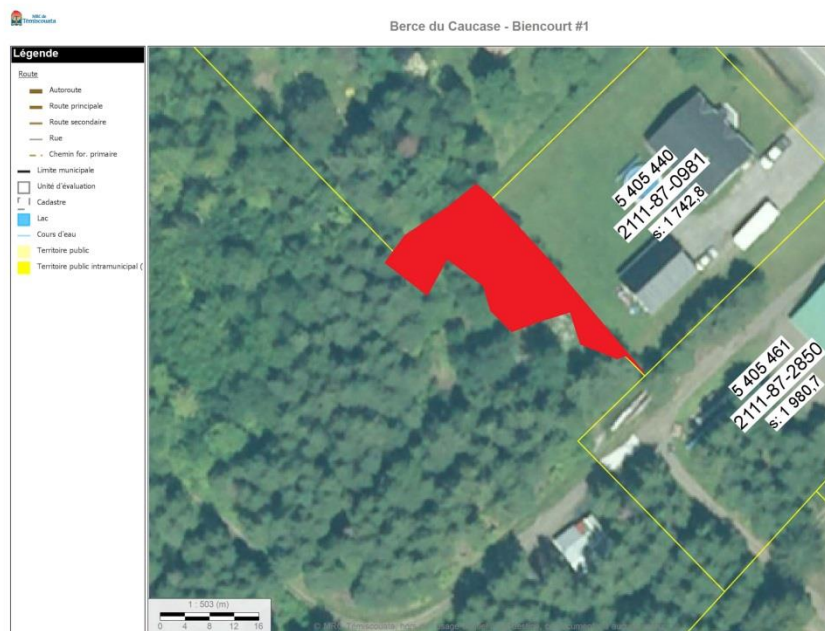 MRC de
Témiscouata
Berce du Caucase - Biencourt #1
Légende
Route
Autoroute
Route principale
Route secondaire
Rue
Chemin for. primaire
Limite municipale
Unité d'évaluation
Cadastre
Lac
Cours d'eau
Territoire public
Territoire public intramunicipal (
5 405 440
2111-87-0981
s: 1 742,8
5 405 461
2111-87-2850
s: 1 980,7
1 : 503 (m)
0 4 8 12 16